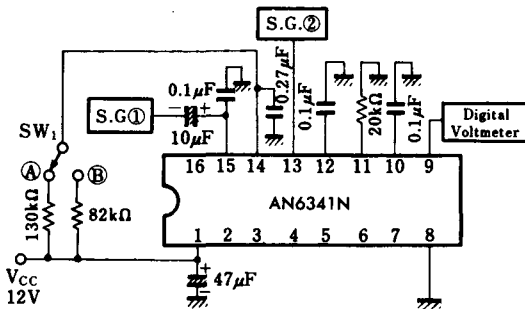 S.G.②
0.1μF
0.27μF
S.G①
− +
10μF
0.1μF
20kΩ
0.1μF
Digital
Voltmeter
SW1
Ⓐ Ⓑ
130kΩ
82kΩ
16 15 14 13 12 11 10 9
AN6341N
1 2 3 4 5 6 7 8
VCC
12V
+
−
47μF